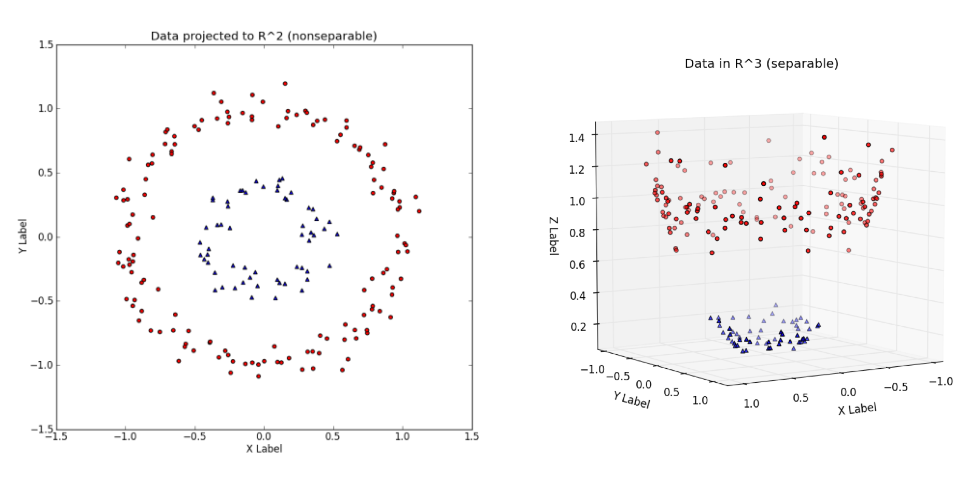 Data projected to R^2 (nonseparable)
1.5
1.0
0.5
0.0
−0.5
−1.0
−1.5
Y Label
−1.5 −1.0 −0.5 0.0 0.5 1.0 1.5
X Label
Data in R^3 (separable)
1.4
1.2
1.0
0.8
0.6
0.4
0.2
Z Label
−1.0 −0.5 0.0 0.5 1.0
Y Label
1.0 0.5 0.0 −0.5 −1.0
X Label